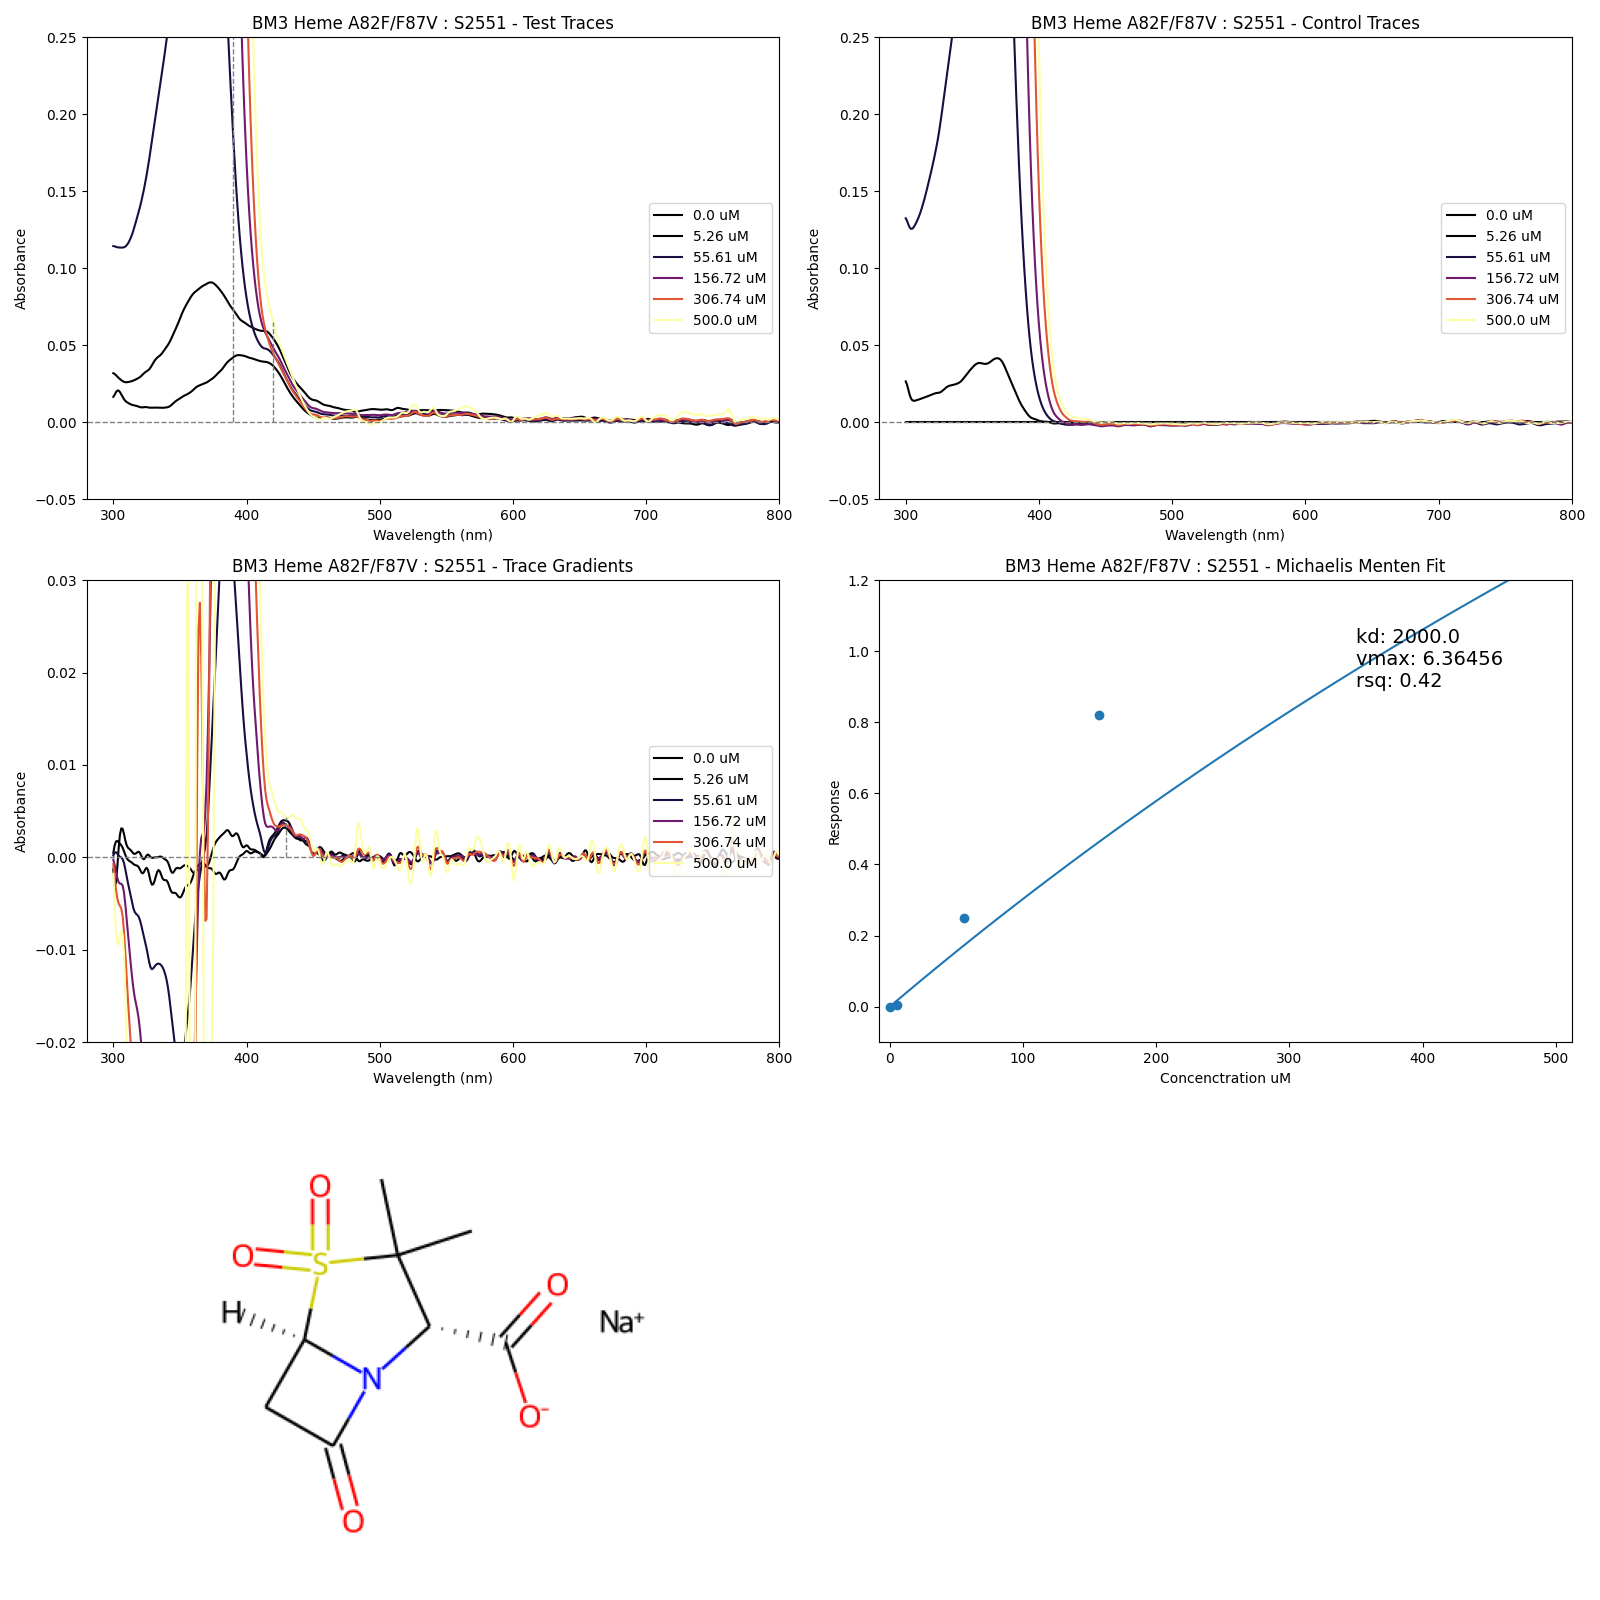 BM3 Heme A82F/F87V : S2551 - Test Traces
0.25
0.20
0.15
0.10
0.05
0.00
−0.05
Absorbance
300 400 500 600 700 800
Wavelength (nm)
0.0 uM
5.26 uM
55.61 uM
156.72 uM
306.74 uM
500.0 uM
BM3 Heme A82F/F87V : S2551 - Control Traces
0.25
0.20
0.15
0.10
0.05
0.00
−0.05
Absorbance
300 400 500 600 700 800
Wavelength (nm)
0.0 uM
5.26 uM
55.61 uM
156.72 uM
306.74 uM
500.0 uM
BM3 Heme A82F/F87V : S2551 - Trace Gradients
0.03
0.02
0.01
0.00
−0.01
−0.02
Absorbance
300 400 500 600 700 800
Wavelength (nm)
0.0 uM
5.26 uM
55.61 uM
156.72 uM
306.74 uM
500.0 uM
BM3 Heme A82F/F87V : S2551 - Michaelis Menten Fit
1.2
1.0
0.8
0.6
0.4
0.2
0.0
Response
0 100 200 300 400 500
Concenctration uM
kd: 2000.0
vmax: 6.36456
rsq: 0.42
O
O
S
O
H
Na⁺
N
O⁻
O